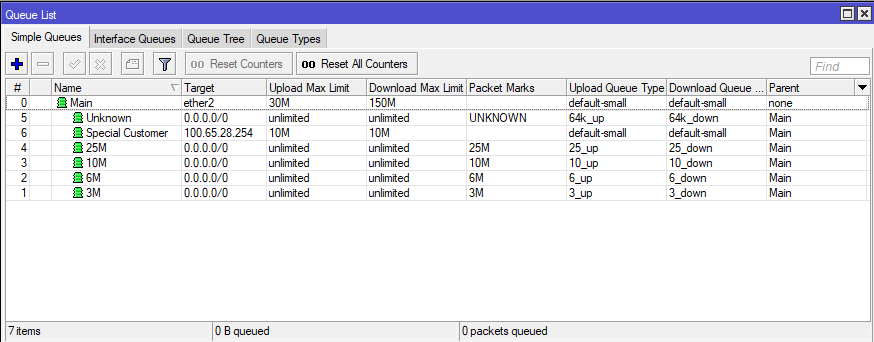 Queue List
Simple Queues Interface Queues Queue Tree Queue Types
00 Reset Counters 00 Reset All Counters Find
# Name Target Upload Max Limit Download Max Limit Packet Marks Upload Queue Type Download Queue ... Parent
0 Main ether2 30M 150M default-small default-small none
5 Unknown 0.0.0.0/0 unlimited unlimited UNKNOWN 64k_up 64k_down Main
6 Special Customer 100.65.28.254 10M 10M default-small default-small Main
4 25M 0.0.0.0/0 unlimited unlimited 25M 25_up 25_down Main
3 10M 0.0.0.0/0 unlimited unlimited 10M 10_up 10_down Main
2 6M 0.0.0.0/0 unlimited unlimited 6M 6_up 6_down Main
1 3M 0.0.0.0/0 unlimited unlimited 3M 3_up 3_down Main
7 items 0 B queued 0 packets queued